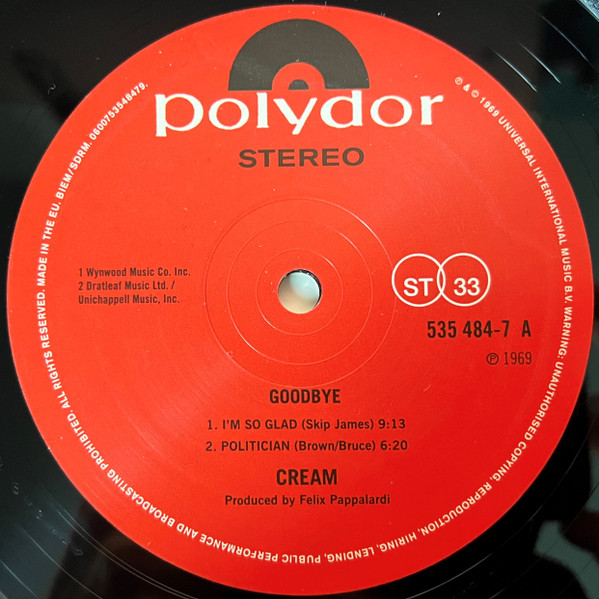 polydor
STEREO
1 Wynwood Music Co. Inc.
2 Dratleaf Music Ltd. /
Unichappell Music, Inc.
ST 33
535 484-7 A
℗ 1969
GOODBYE
1. I'M SO GLAD (Skip James) 9:13
2. POLITICIAN (Brown/Bruce) 6:20
CREAM
Produced by Felix Pappalardi
℗ & © 1969 UNIVERSAL INTERNATIONAL MUSIC B.V. WARNING: UNAUTHORISED COPYING, REPRODUCTION, HIRING, LENDING, PUBLIC PERFORMANCE AND BROADCASTING PROHIBITED. ALL RIGHTS RESERVED. MADE IN THE EU. BIEM/SDRM. 0600753548479.